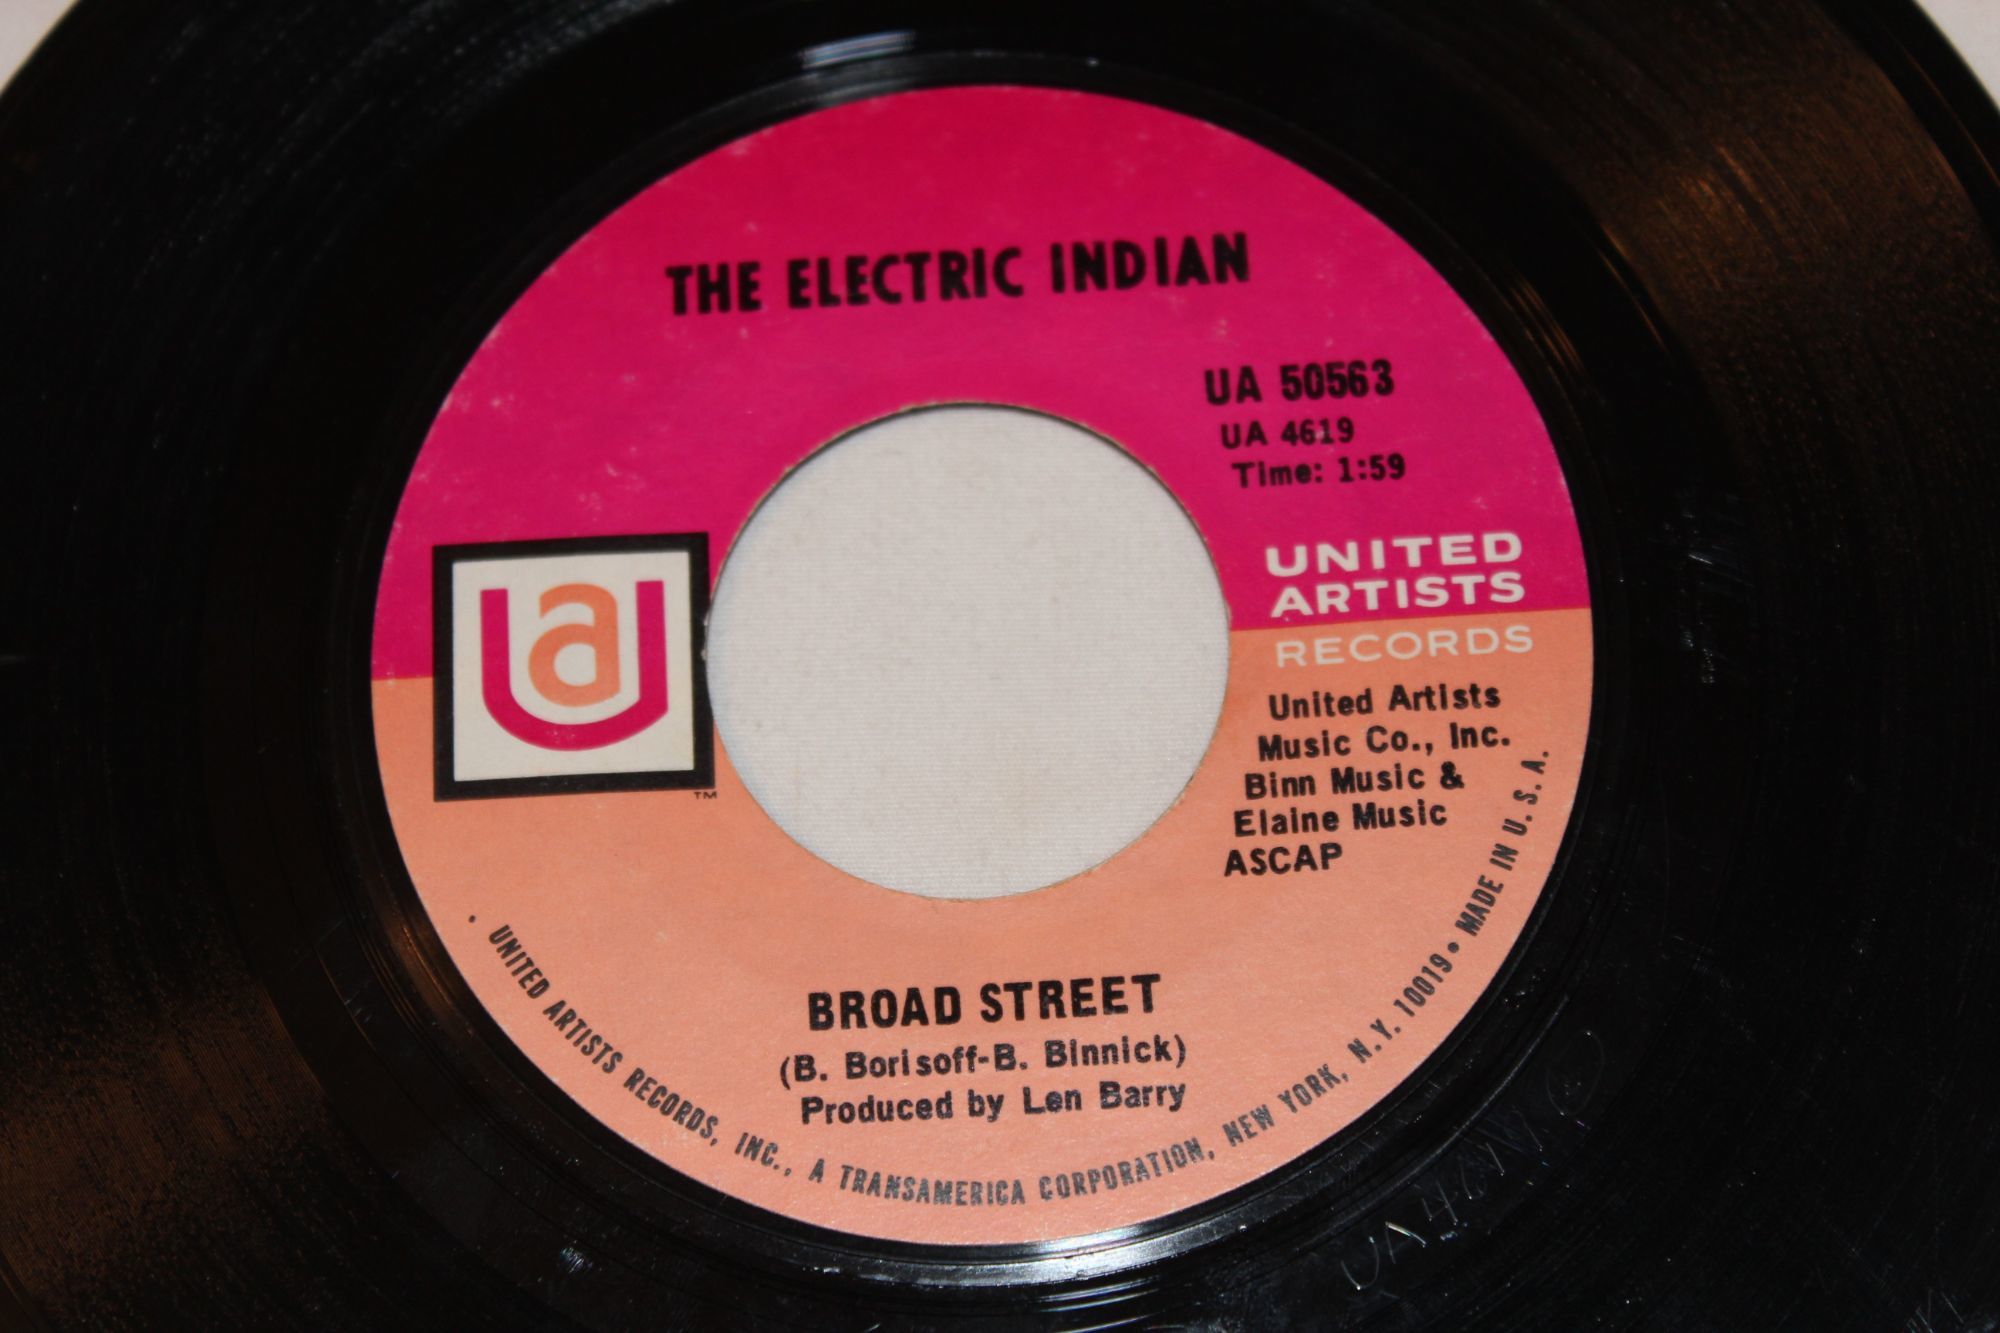 THE ELECTRIC INDIAN
UA 50563
UA 4619
Time: 1:59
UNITED
ARTISTS
RECORDS
ua
TM
United Artists
Music Co., Inc.
Binn Music &
Elaine Music
ASCAP
BROAD STREET
(B. Borisoff-B. Binnick)
Produced by Len Barry
• UNITED ARTISTS RECORDS, INC., A TRANSAMERICA CORPORATION, NEW YORK, N.Y. 10019 • MADE IN U.S.A.